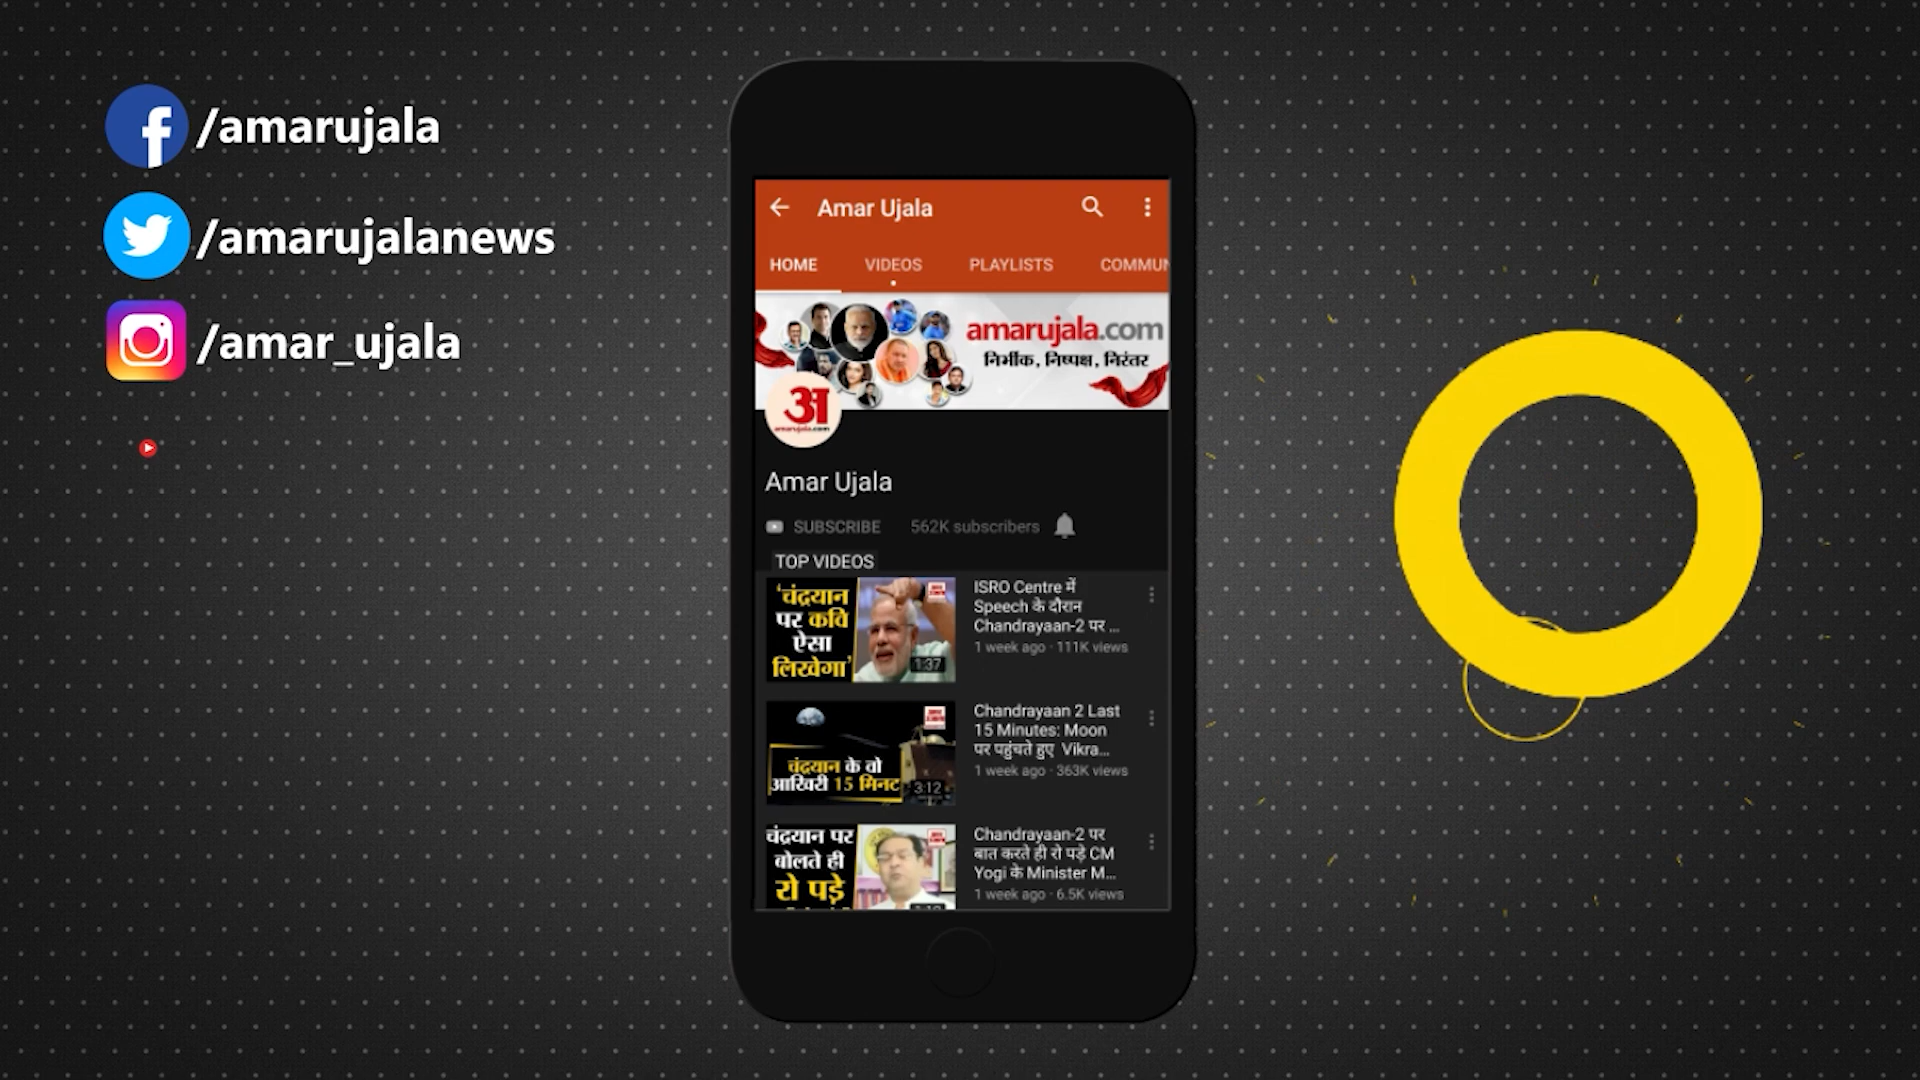 /amarujala
/amarujalanews
/amar_ujala
Amar Ujala
HOME VIDEOS PLAYLISTS COMMUN
amarujala.com
निर्भीक, निष्पक्ष, निरंतर
अ
amarujala.com
Amar Ujala
SUBSCRIBE 562K subscribers
TOP VIDEOS
'चंद्रयान
पर कवि
ऐसा
लिखेगा'
1:37
ISRO Centre में
Speech के दौरान
Chandrayaan-2 पर ...
1 week ago · 111K views
चंद्रयान के वो
आखिरी 15 मिनट
3:12
Chandrayaan 2 Last
15 Minutes: Moon
पर पहुंचते हुए Vikra...
1 week ago · 363K views
चंद्रयान पर
बोलते ही
रो पड़े
Chandrayaan-2 पर
बात करते ही रो पड़े CM
Yogi के Minister M...
1 week ago · 6.5K views